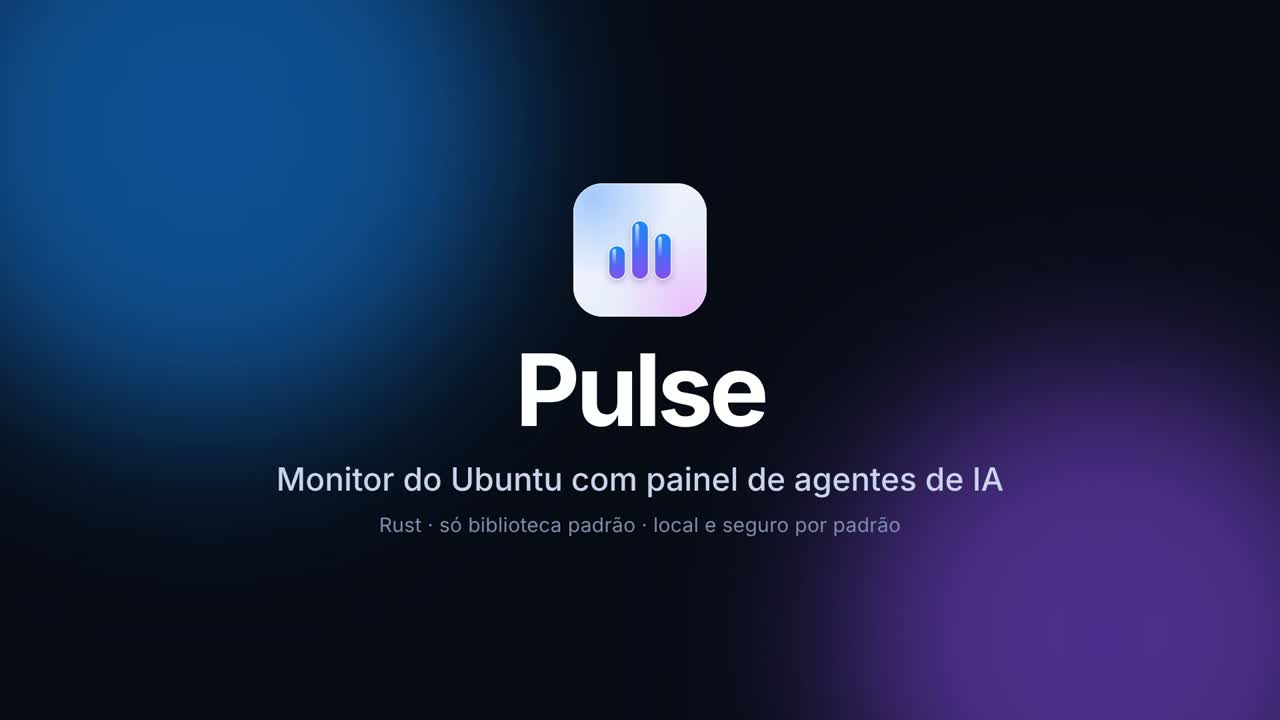 Pulse
Monitor do Ubuntu com painel de agentes de IA
Rust · só biblioteca padrão · local e seguro por padrão